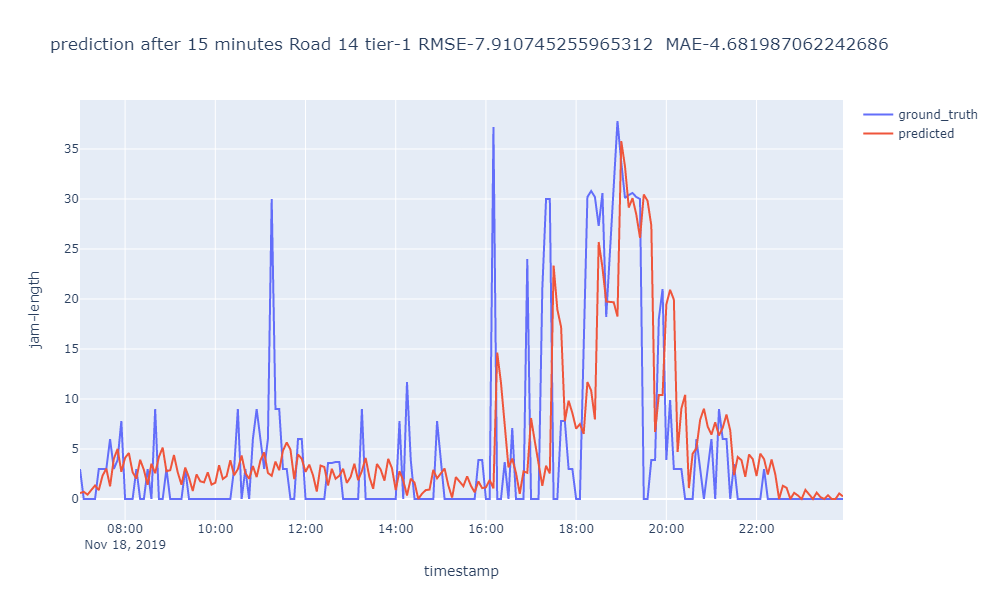 prediction after 15 minutes Road 14 tier-1 RMSE-7.910745255965312  MAE-4.681987062242686
ground_truth
predicted
35
30
25
20
15
10
5
0
jam-length
08:00 10:00 12:00 14:00 16:00 18:00 20:00 22:00
Nov 18, 2019
timestamp